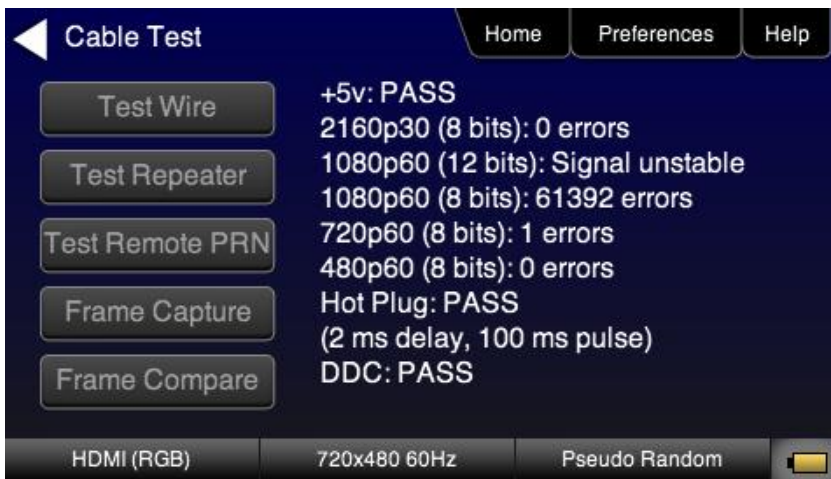 Cable Test
Home
Preferences
Help
Test Wire
Test Repeater
Test Remote PRN
Frame Capture
Frame Compare
+5v: PASS
2160p30 (8 bits): 0 errors
1080p60 (12 bits): Signal unstable
1080p60 (8 bits): 61392 errors
720p60 (8 bits): 1 errors
480p60 (8 bits): 0 errors
Hot Plug: PASS
(2 ms delay, 100 ms pulse)
DDC: PASS
HDMI (RGB)
720x480 60Hz
Pseudo Random